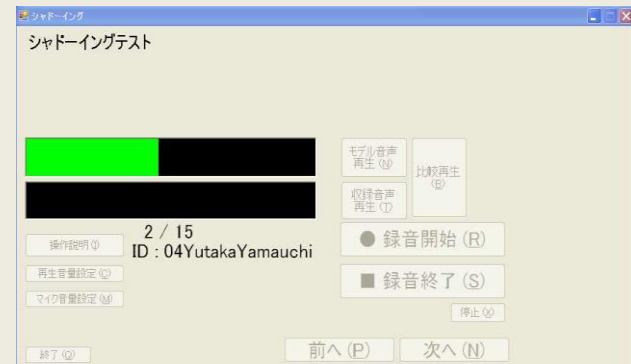 シャドーイング
シャドーイングテスト
モデル音声
再生(N)
比較再生
(B)
収録音声
再生(T)
2 / 15
ID : 04YutakaYamauchi
操作説明(I)
● 録音開始(R)
再生音量設定(C)
■ 録音終了(S)
マイク音量設定(M)
停止(X)
終了(Q)
前へ(P)
次へ(N)